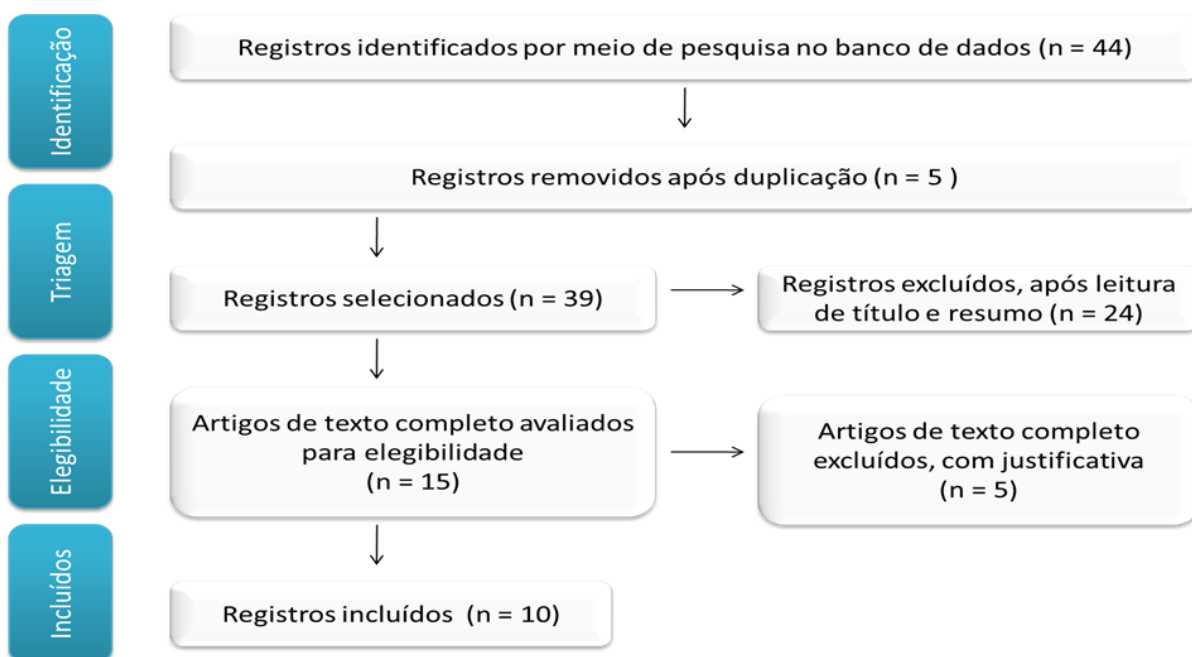 Identificação
Registros identificados por meio de pesquisa no banco de dados (n = 44)
Registros removidos após duplicação (n = 5 )
Triagem
Registros selecionados (n = 39)
Registros excluídos, após leitura
de título e resumo (n = 24)
Elegibilidade
Artigos de texto completo avaliados
para elegibilidade
(n = 15)
Artigos de texto completo
excluídos, com justificativa
(n = 5)
Incluídos
Registros incluídos (n = 10)